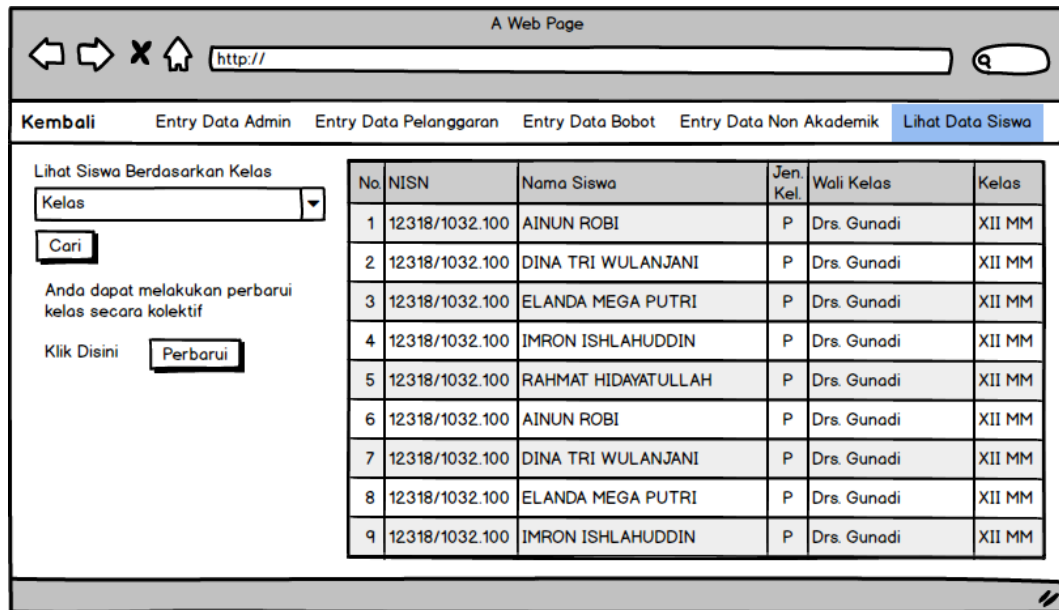 A Web Page
http://
Kembali Entry Data Admin Entry Data Pelanggaran Entry Data Bobot Entry Data Non Akademik Lihat Data Siswa
Lihat Siswa Berdasarkan Kelas
Kelas
Cari
Anda dapat melakukan perbarui
kelas secara kolektif
Klik Disini Perbarui
No. NISN Nama Siswa Jen. Kel. Wali Kelas Kelas
1 12318/1032.100 AINUN ROBI P Drs. Gunadi XII MM
2 12318/1032.100 DINA TRI WULANJANI P Drs. Gunadi XII MM
3 12318/1032.100 ELANDA MEGA PUTRI P Drs. Gunadi XII MM
4 12318/1032.100 IMRON ISHLAHUDDIN P Drs. Gunadi XII MM
5 12318/1032.100 RAHMAT HIDAYATULLAH P Drs. Gunadi XII MM
6 12318/1032.100 AINUN ROBI P Drs. Gunadi XII MM
7 12318/1032.100 DINA TRI WULANJANI P Drs. Gunadi XII MM
8 12318/1032.100 ELANDA MEGA PUTRI P Drs. Gunadi XII MM
9 12318/1032.100 IMRON ISHLAHUDDIN P Drs. Gunadi XII MM